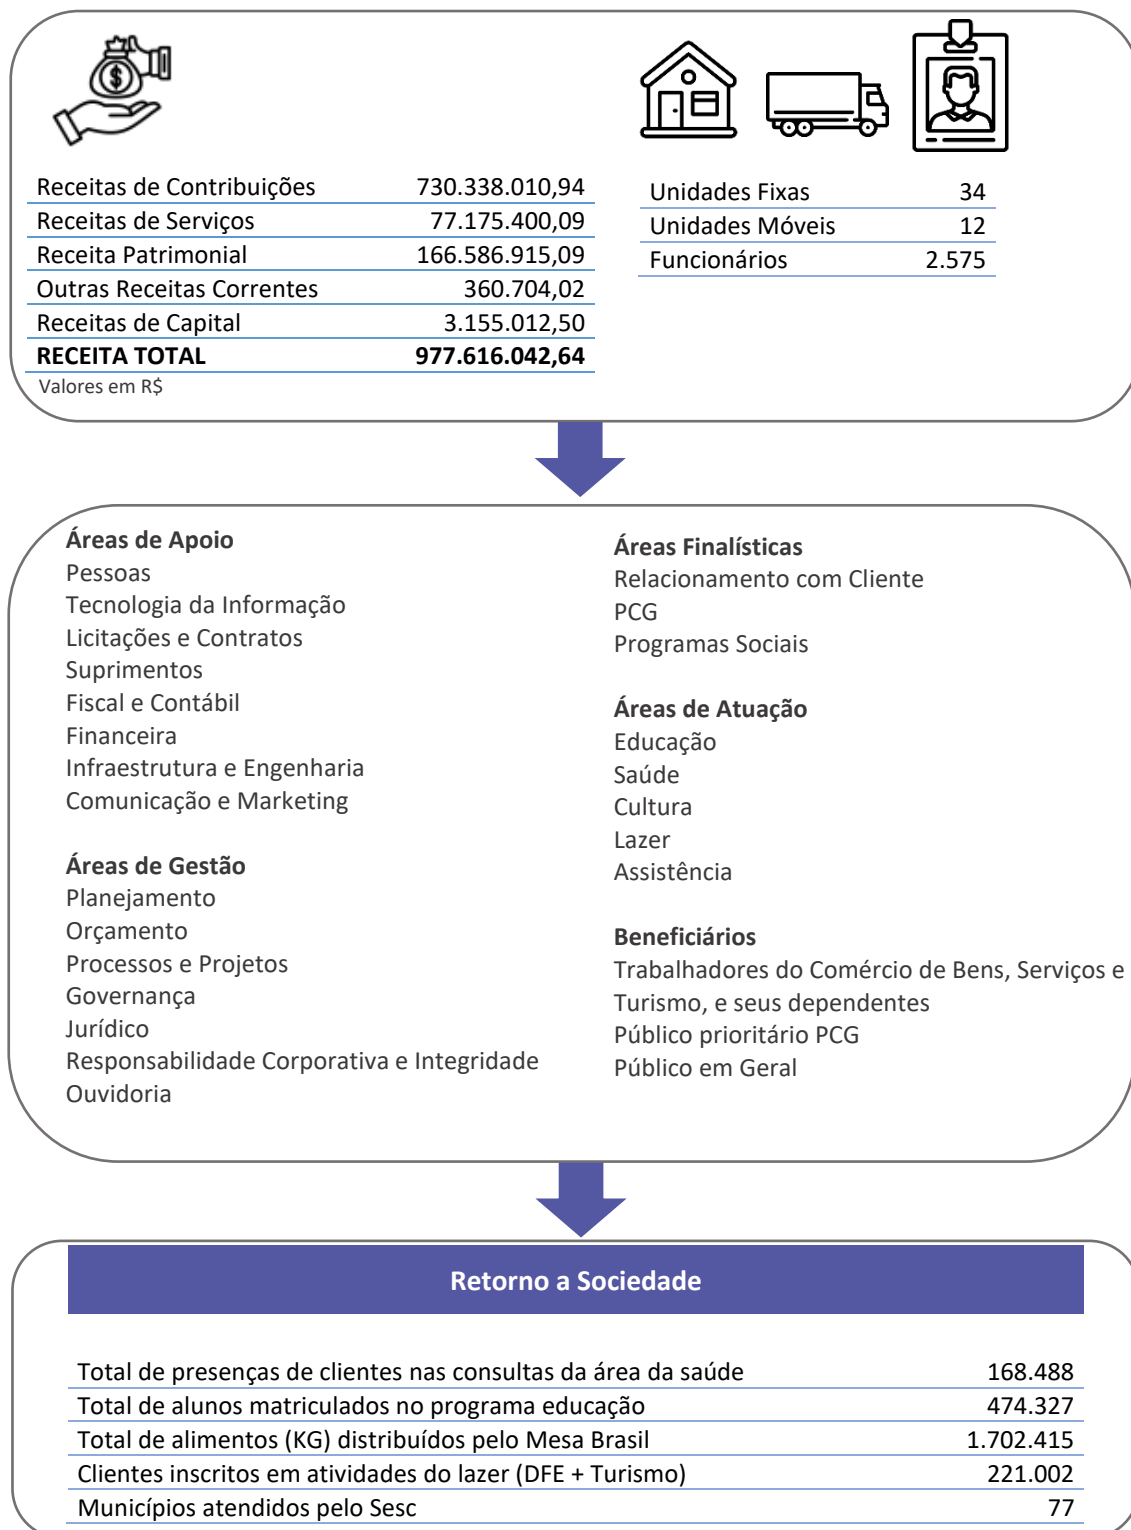 $
Receitas de Contribuições 730.338.010,94
Receitas de Serviços 77.175.400,09
Receita Patrimonial 166.586.915,09
Outras Receitas Correntes 360.704,02
Receitas de Capital 3.155.012,50
RECEITA TOTAL 977.616.042,64
Valores em R$
Unidades Fixas 34
Unidades Móveis 12
Funcionários 2.575
Áreas de Apoio
Pessoas
Tecnologia da Informação
Licitações e Contratos
Suprimentos
Fiscal e Contábil
Financeira
Infraestrutura e Engenharia
Comunicação e Marketing
Áreas de Gestão
Planejamento
Orçamento
Processos e Projetos
Governança
Jurídico
Responsabilidade Corporativa e Integridade
Ouvidoria
Áreas Finalísticas
Relacionamento com Cliente
PCG
Programas Sociais
Áreas de Atuação
Educação
Saúde
Cultura
Lazer
Assistência
Beneficiários
Trabalhadores do Comércio de Bens, Serviços e
Turismo, e seus dependentes
Público prioritário PCG
Público em Geral
Retorno a Sociedade
Total de presenças de clientes nas consultas da área da saúde 168.488
Total de alunos matriculados no programa educação 474.327
Total de alimentos (KG) distribuídos pelo Mesa Brasil 1.702.415
Clientes inscritos em atividades do lazer (DFE + Turismo) 221.002
Municípios atendidos pelo Sesc 77